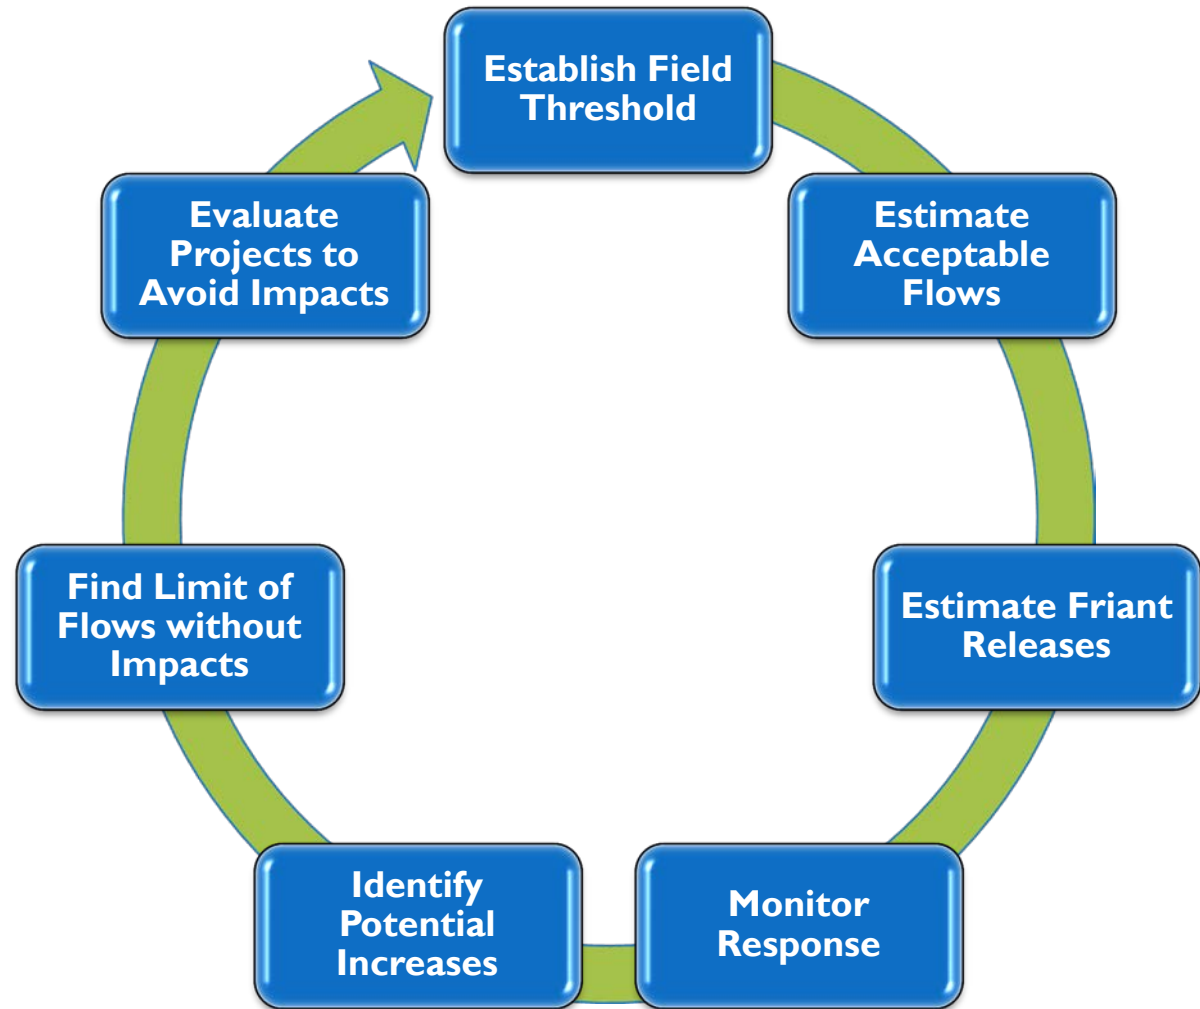 Establish Field
Threshold
Estimate
Acceptable
Flows
Estimate Friant
Releases
Monitor
Response
Identify
Potential
Increases
Find Limit of
Flows without
Impacts
Evaluate
Projects to
Avoid Impacts